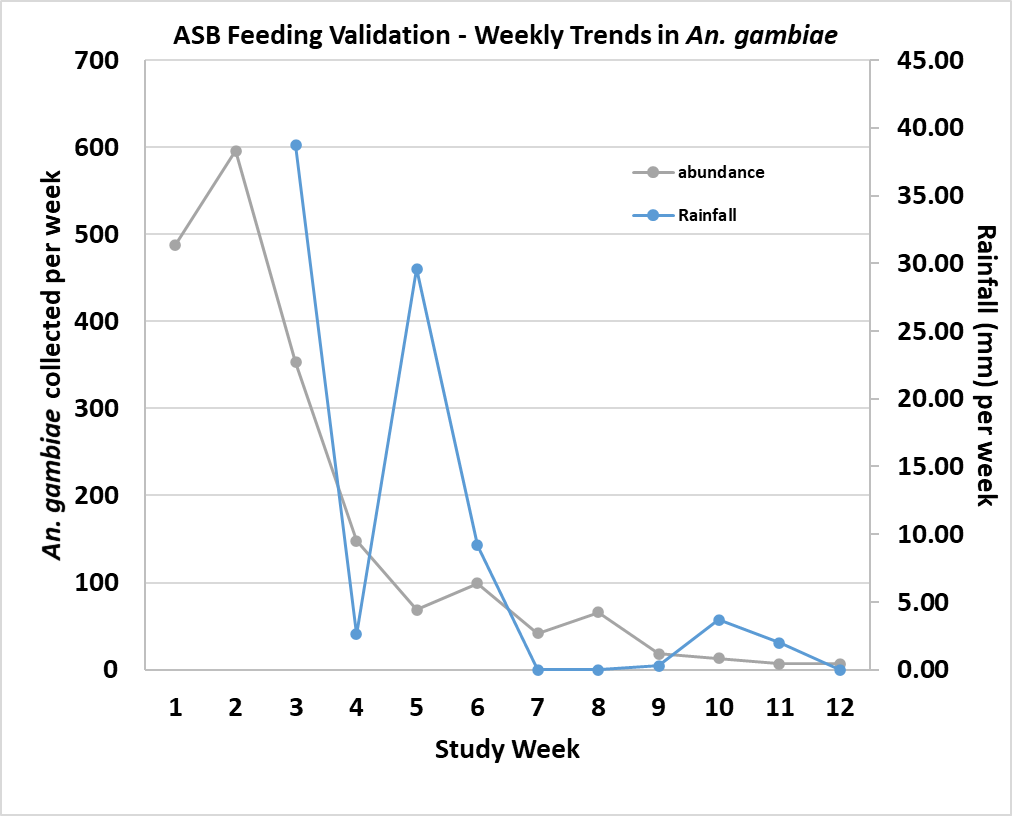 ASB Feeding Validation - Weekly Trends in An. gambiae
700
600
500
400
300
200
100
0
An. gambiae collected per week
45.00
40.00
35.00
30.00
25.00
20.00
15.00
10.00
5.00
0.00
Rainfall (mm) per week
abundance
Rainfall
1 2 3 4 5 6 7 8 9 10 11 12
Study Week